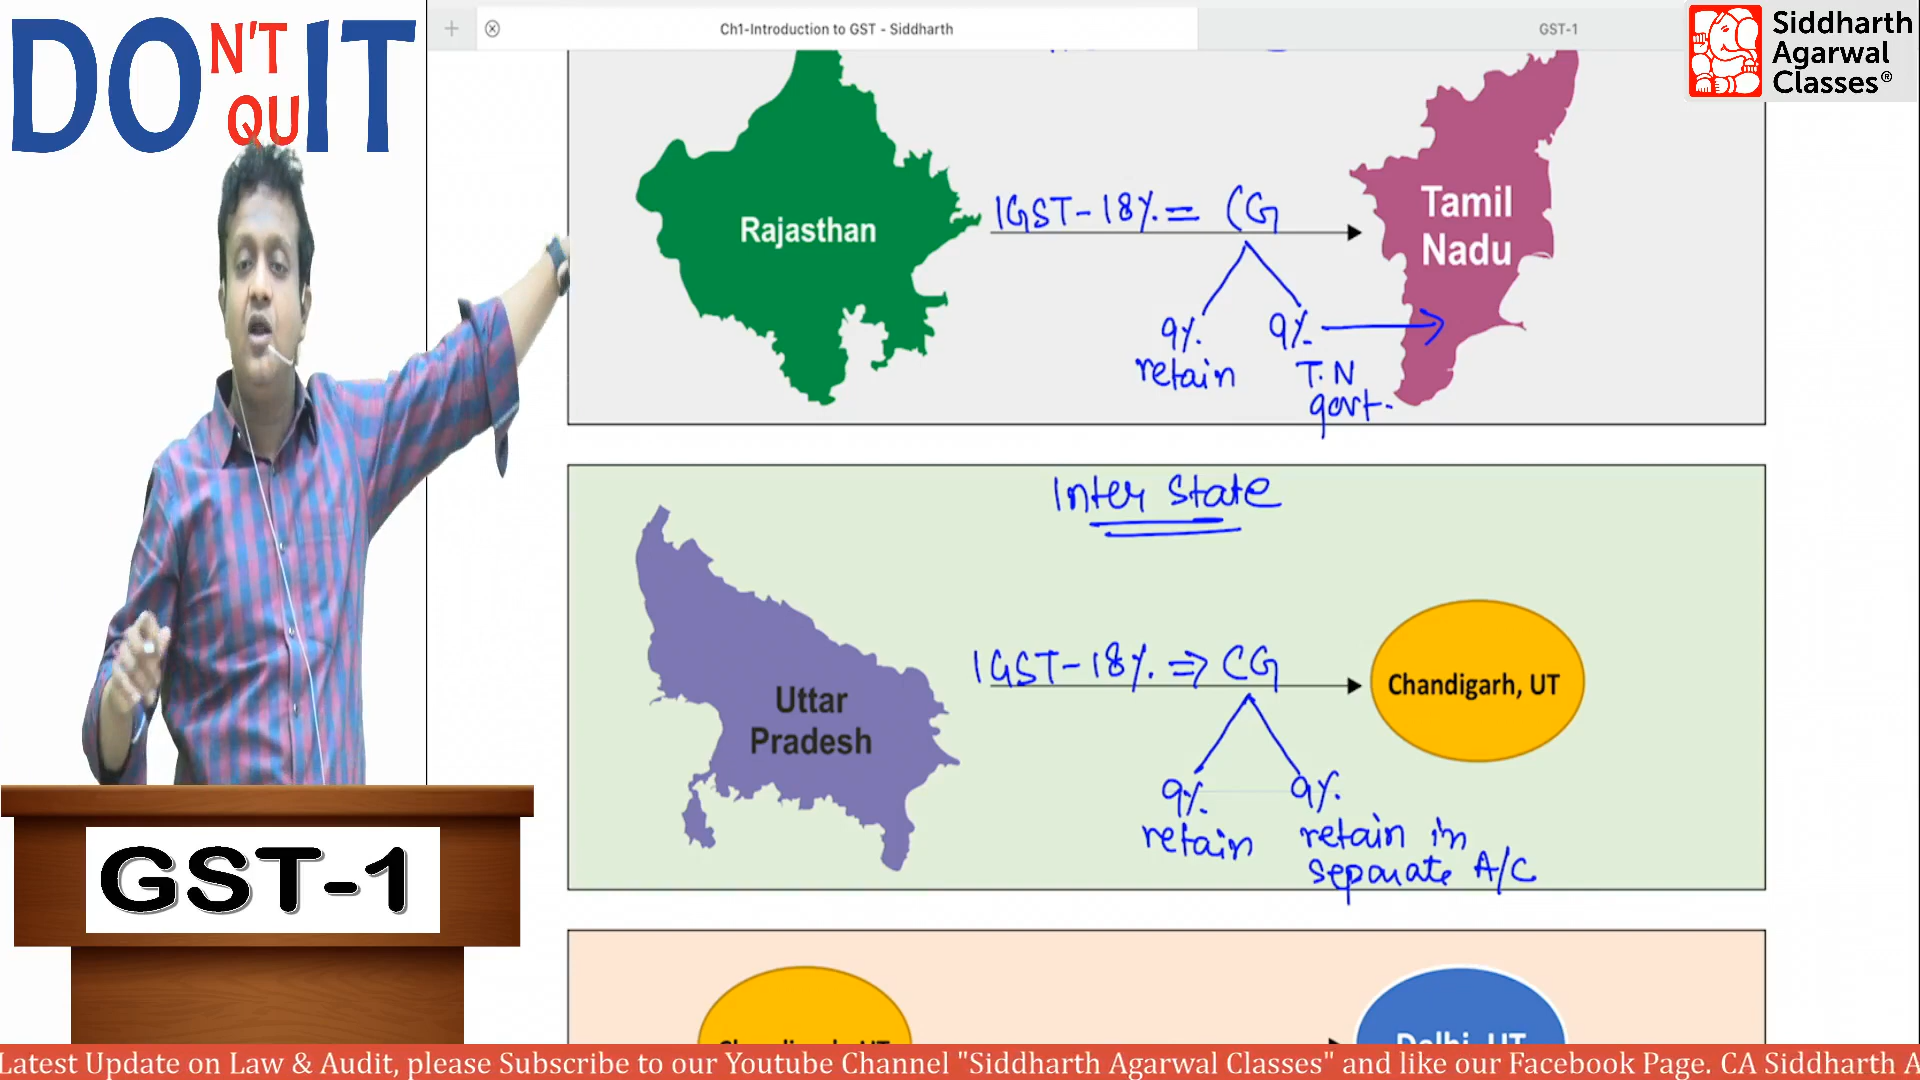 DON'T QUIT
Ch1-Introduction to GST - Siddharth
GST-1
Siddharth
Agarwal
Classes®
Rajasthan
IGST-18% = CG
Tamil
Nadu
9%
retain
9%
T.N
govt.
Inter State
Uttar
Pradesh
IGST-18% ⇒ CG
Chandigarh, UT
9%
retain
9%
retain in
separate A/C
GST-1
Delhi, UT
Latest Update on Law & Audit, please Subscribe to our Youtube Channel "Siddharth Agarwal Classes" and like our Facebook Page. CA Siddharth A